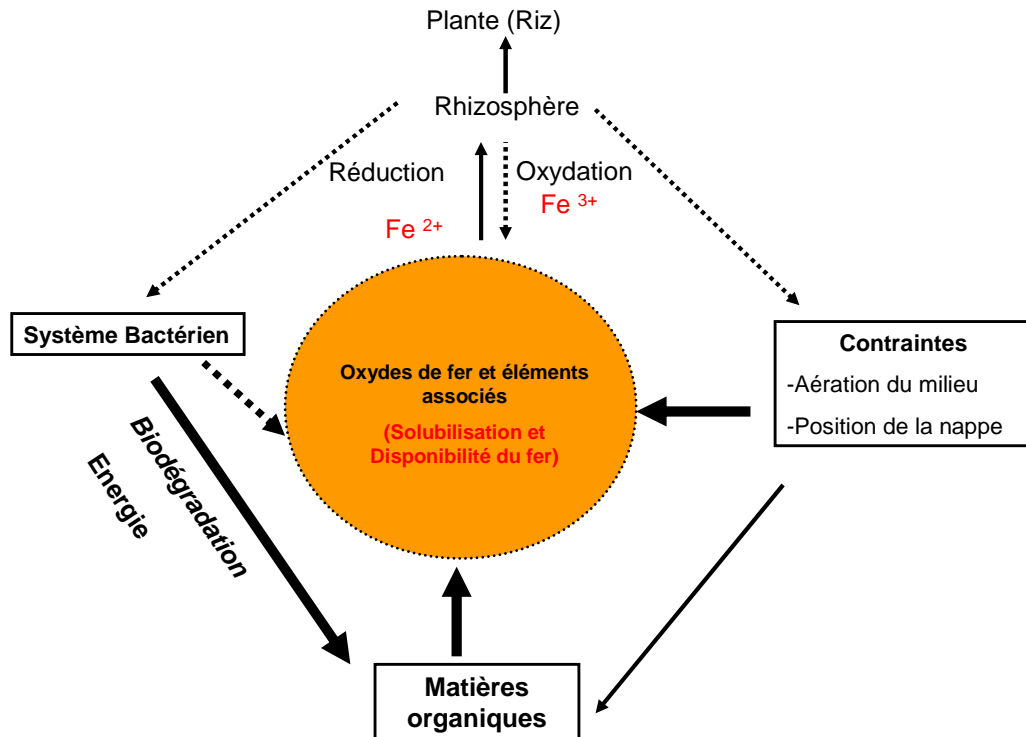 Plante (Riz)
Rhizosphère
Réduction
Oxydation
Fe 2+
Fe 3+
Système Bactérien
Contraintes
-Aération du milieu
-Position de la nappe
Oxydes de fer et éléments
associés
(Solubilisation et
Disponibilité du fer)
Biodégradation
Energie
Matières
organiques